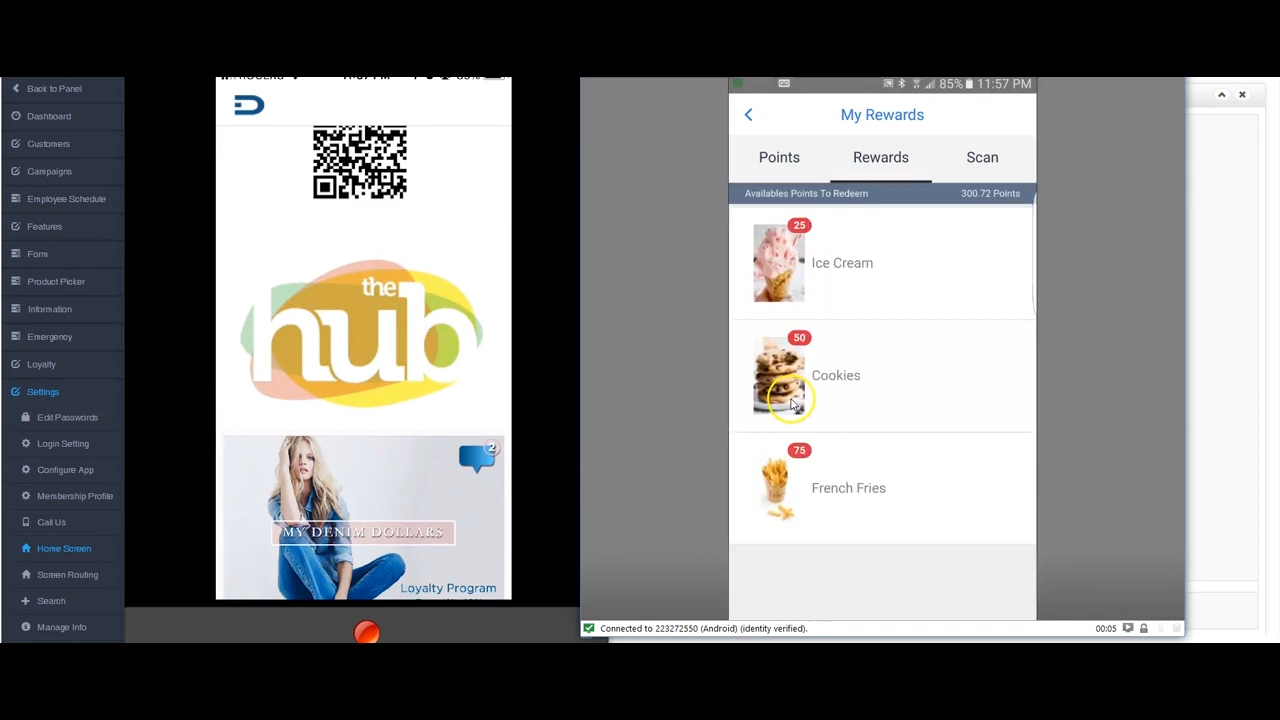 Back to Panel
Dashboard
Customers
Campaigns
Employee Schedule
Features
Form
Product Picker
Information
Emergency
Loyalty
Settings
Edit Passwords
Login Setting
Configure App
Membership Profile
Call Us
Home Screen
Screen Routing
Search
Manage Info
the
hub
2
MY DENIM DOLLARS
Loyalty Program
85% 11:57 PM
My Rewards
Points Rewards Scan
Availables Points To Redeem 300.72 Points
25
Ice Cream
50
Cookies
75
French Fries
Connected to 223272550 (Android) (identity verified). 00:05